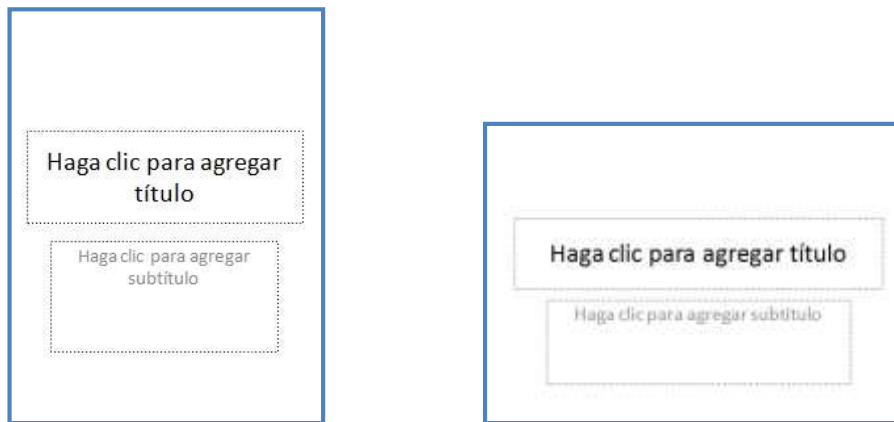 Haga clic para agregar
título
Haga clic para agregar
subtítulo
Haga clic para agregar título
Haga clic para agregar subtítulo